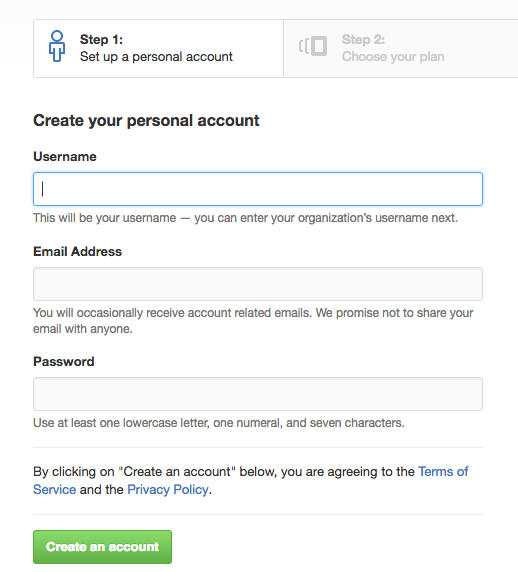 Step 1:
Set up a personal account
Step 2:
Choose your plan
Create your personal account
Username
This will be your username — you can enter your organization's username next.
Email Address
You will occasionally receive account related emails. We promise not to share your
email with anyone.
Password
Use at least one lowercase letter, one numeral, and seven characters.
By clicking on "Create an account" below, you are agreeing to the Terms of
Service and the Privacy Policy.
Create an account